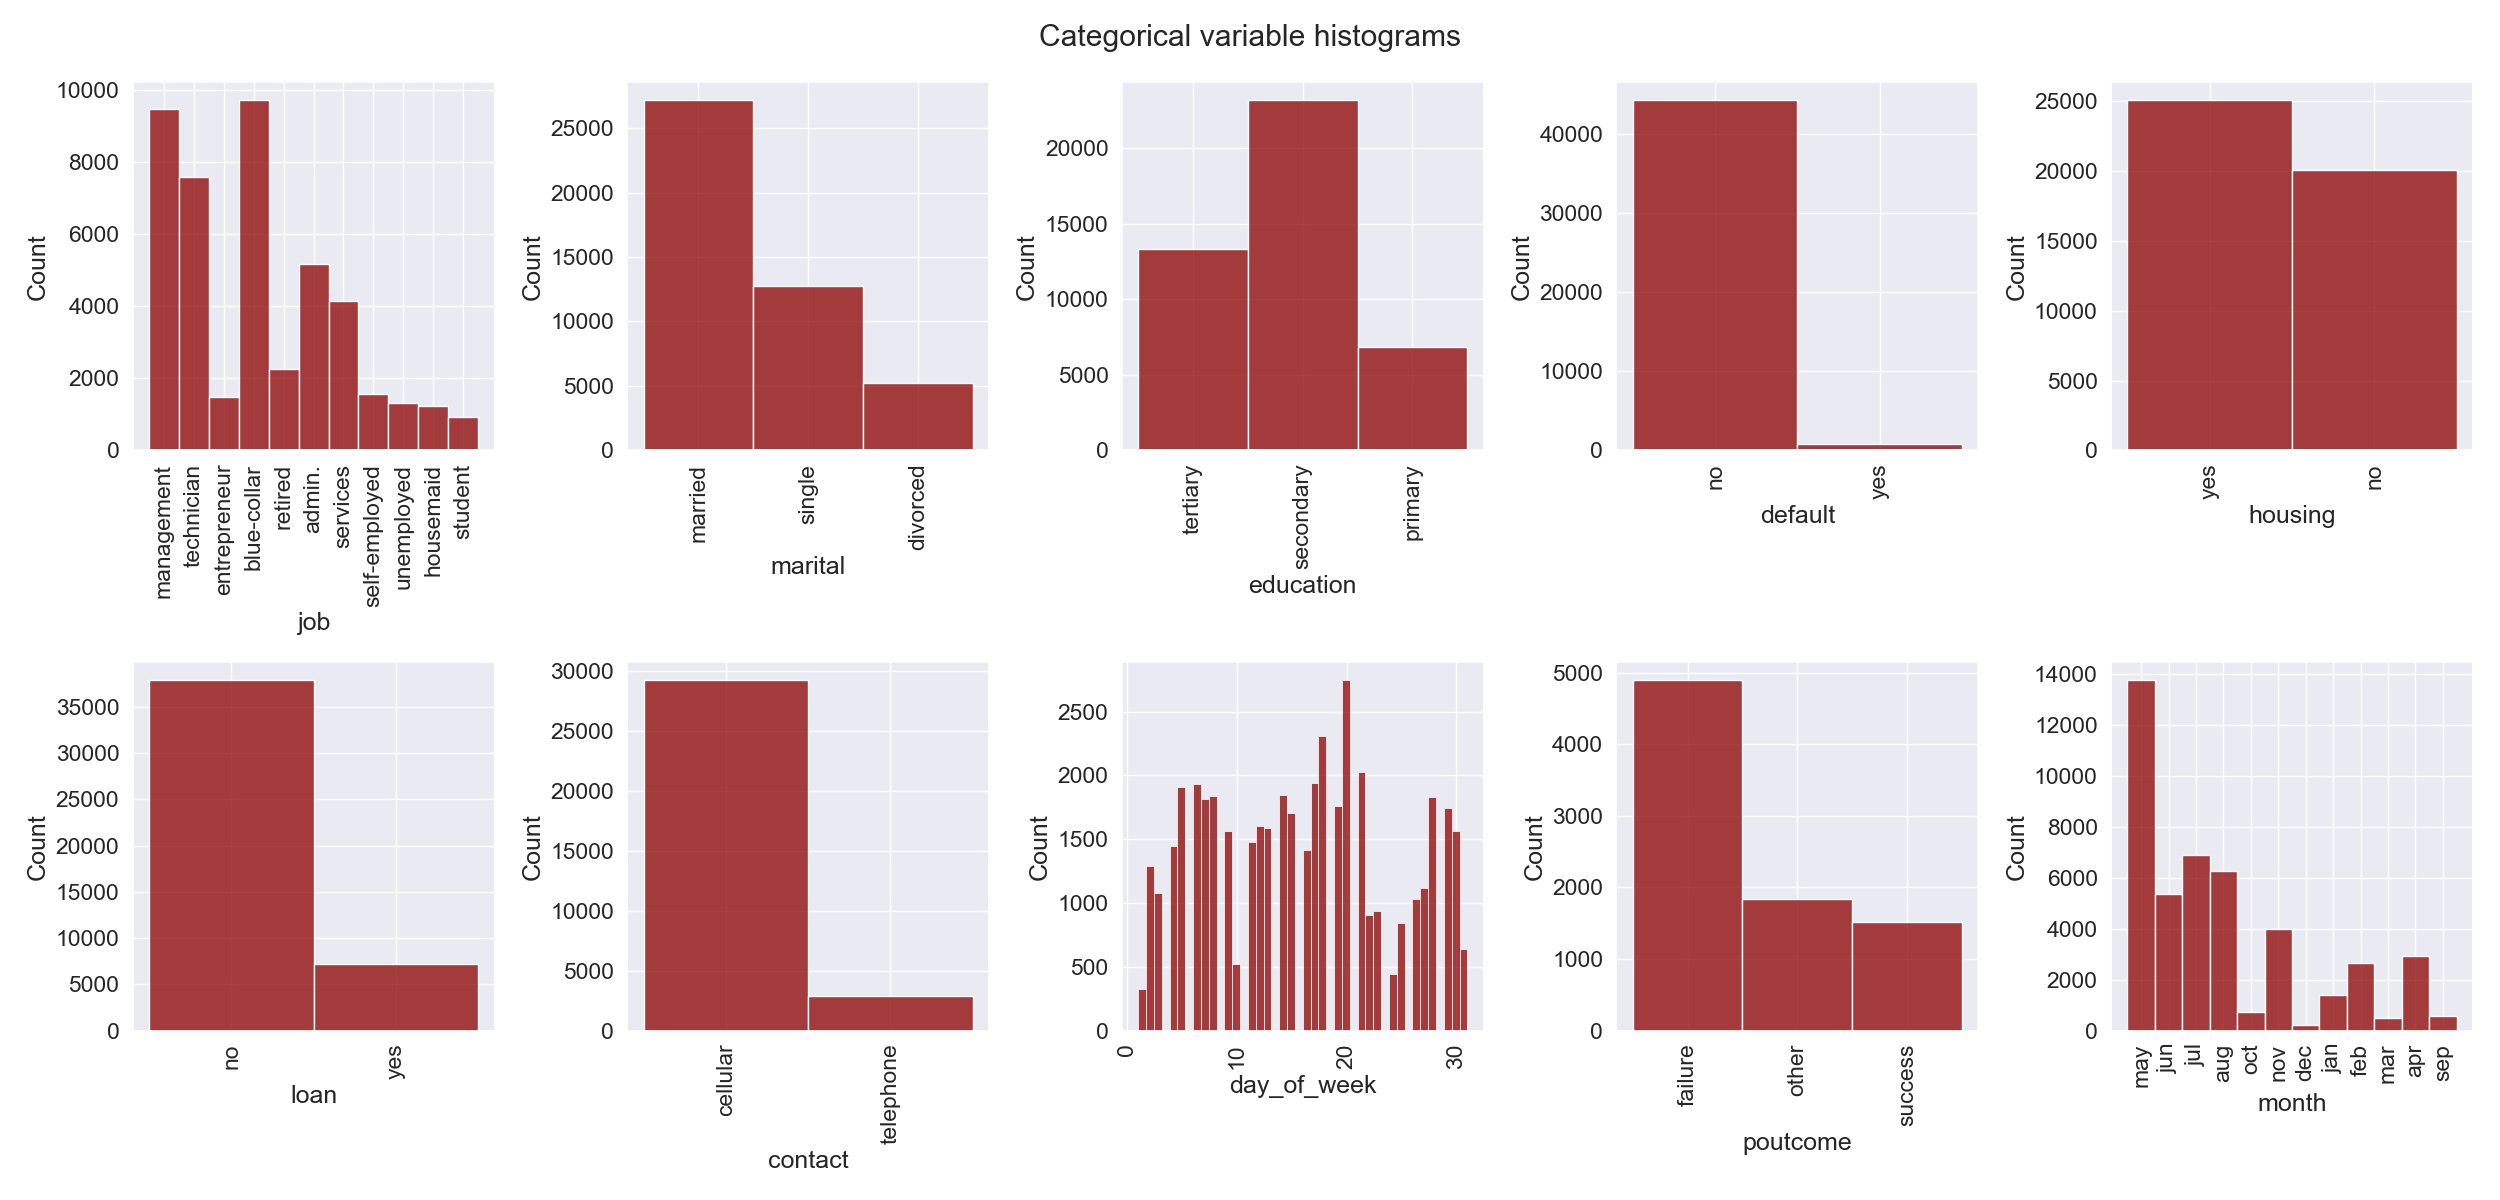 Categorical variable histograms
10000
8000
6000
4000
2000
0
Count
management
technician
entrepreneur
blue-collar
retired
admin.
services
self-employed
unemployed
housemaid
student
job
25000
20000
15000
10000
5000
0
Count
married
single
divorced
marital
20000
15000
10000
5000
0
Count
tertiary
secondary
primary
education
40000
30000
20000
10000
0
Count
no
yes
default
25000
20000
15000
10000
5000
0
Count
yes
no
housing
35000
30000
25000
20000
15000
10000
5000
0
Count
no
yes
loan
30000
25000
20000
15000
10000
5000
0
Count
cellular
telephone
contact
2500
2000
1500
1000
500
0
Count
0
10
20
30
day_of_week
5000
4000
3000
2000
1000
0
Count
failure
other
success
poutcome
14000
12000
10000
8000
6000
4000
2000
0
Count
may
jun
jul
aug
oct
nov
dec
jan
feb
mar
apr
sep
month